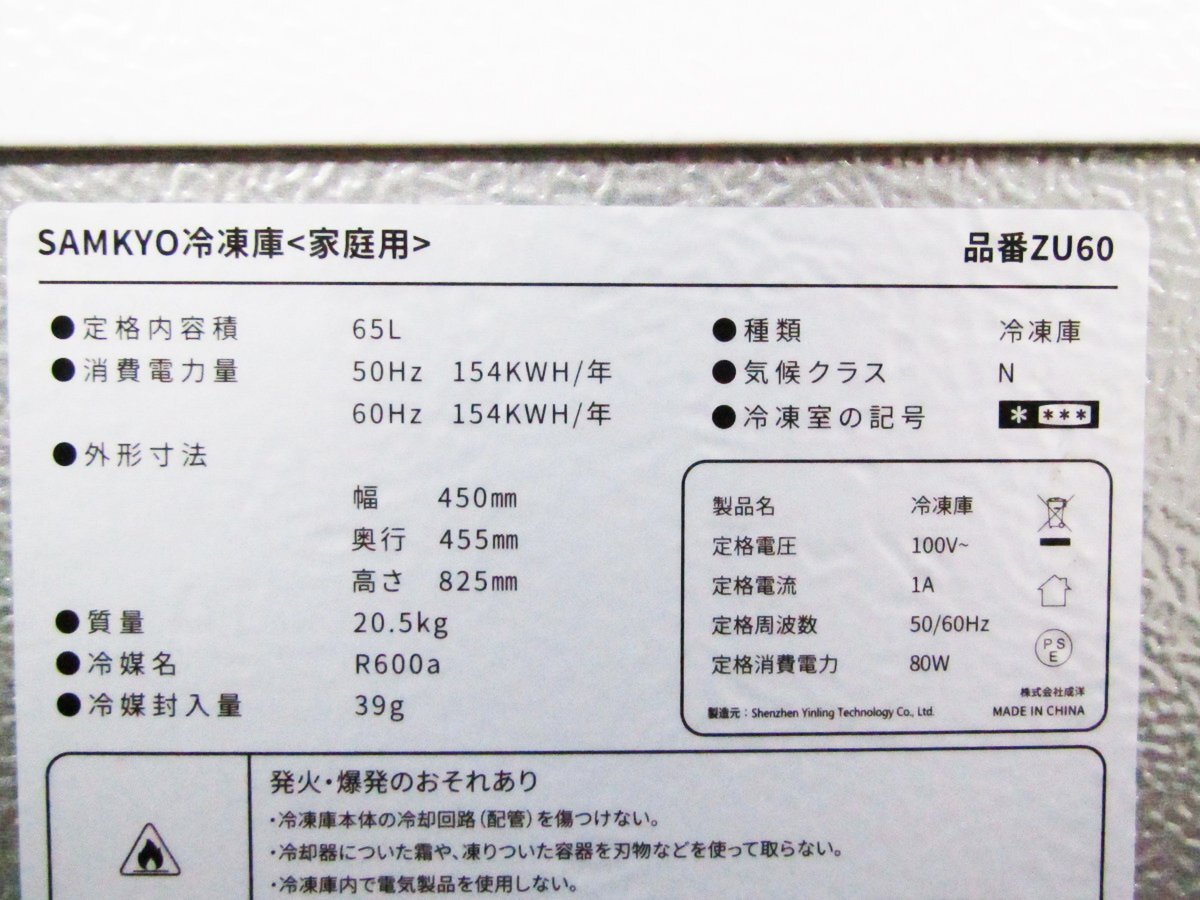 SAMKYO冷凍庫<家庭用>
品番ZU60
●定格内容積 65L
●消費電力量 50Hz 154KWH/年
60Hz 154KWH/年
●外形寸法
幅 450㎜
奥行 455㎜
高さ 825㎜
●質量 20.5kg
●冷媒名 R600a
●冷媒封入量 39g
●種類 冷凍庫
●気候クラス N
●冷凍室の記号 * ***
製品名 冷凍庫
定格電圧 100V~
定格電流 1A
定格周波数 50/60Hz
定格消費電力 80W
PSE
株式会社成洋
製造元：Shenzhen Yinling Technology Co., Ltd.
MADE IN CHINA
発火・爆発のおそれあり
・冷凍庫本体の冷却回路(配管)を傷つけない。
・冷却器についた霜や、凍りついた容器を刃物などを使って取らない。
・冷凍庫内で電気製品を使用しない。